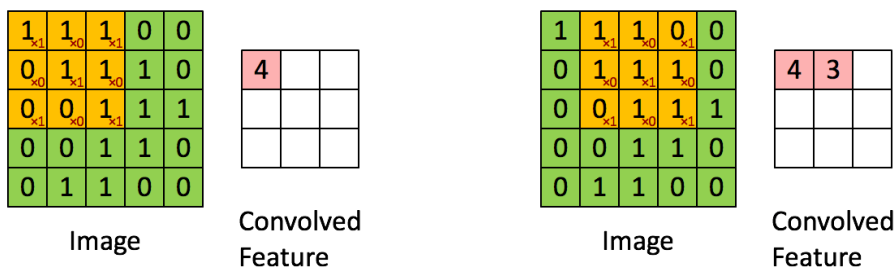 1×1 1×0 1×1 0 0
0×0 1×1 1×0 1 0
0×1 0×0 1×1 1 1
0 0 1 1 0
0 1 1 0 0
Image
4
Convolved
Feature
1 1×1 1×0 0×1 0
0 1×0 1×1 1×0 0
0 0×1 1×0 1×1 1
0 0 1 1 0
0 1 1 0 0
Image
4 3
Convolved
Feature